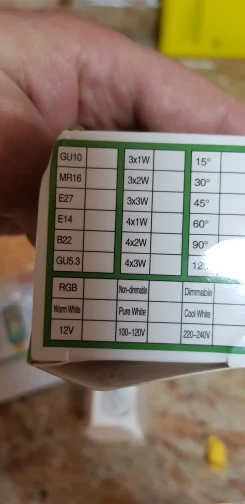 GU10 3x1W 15°
MR16 3x2W 30°
E27 3x3W 45°
E14 4x1W 60°
B22 4x2W 90°
GU5.3 4x3W
RGB Non-dimmable Dimmable
Warm White Pure White Cool White
12V 100-120V 220-240V